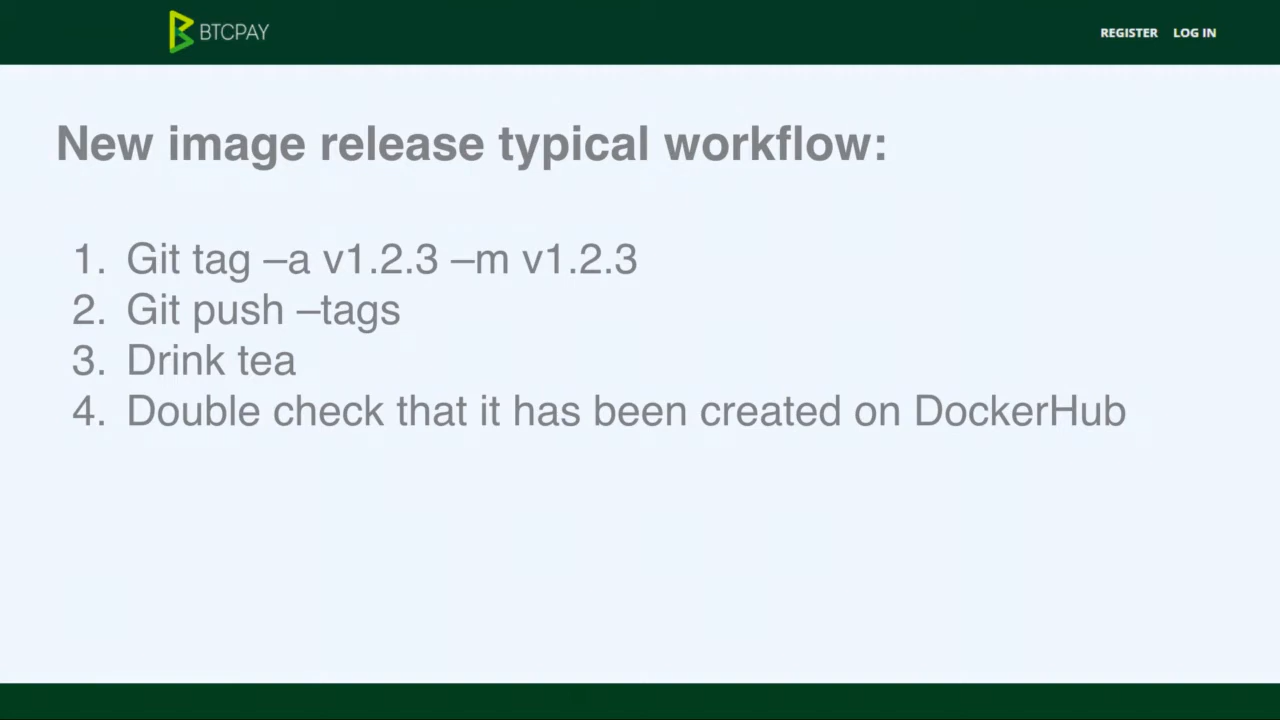 BTCPAY
REGISTER LOG IN
New image release typical workflow:
1. Git tag –a v1.2.3 –m v1.2.3
2. Git push –tags
3. Drink tea
4. Double check that it has been created on DockerHub